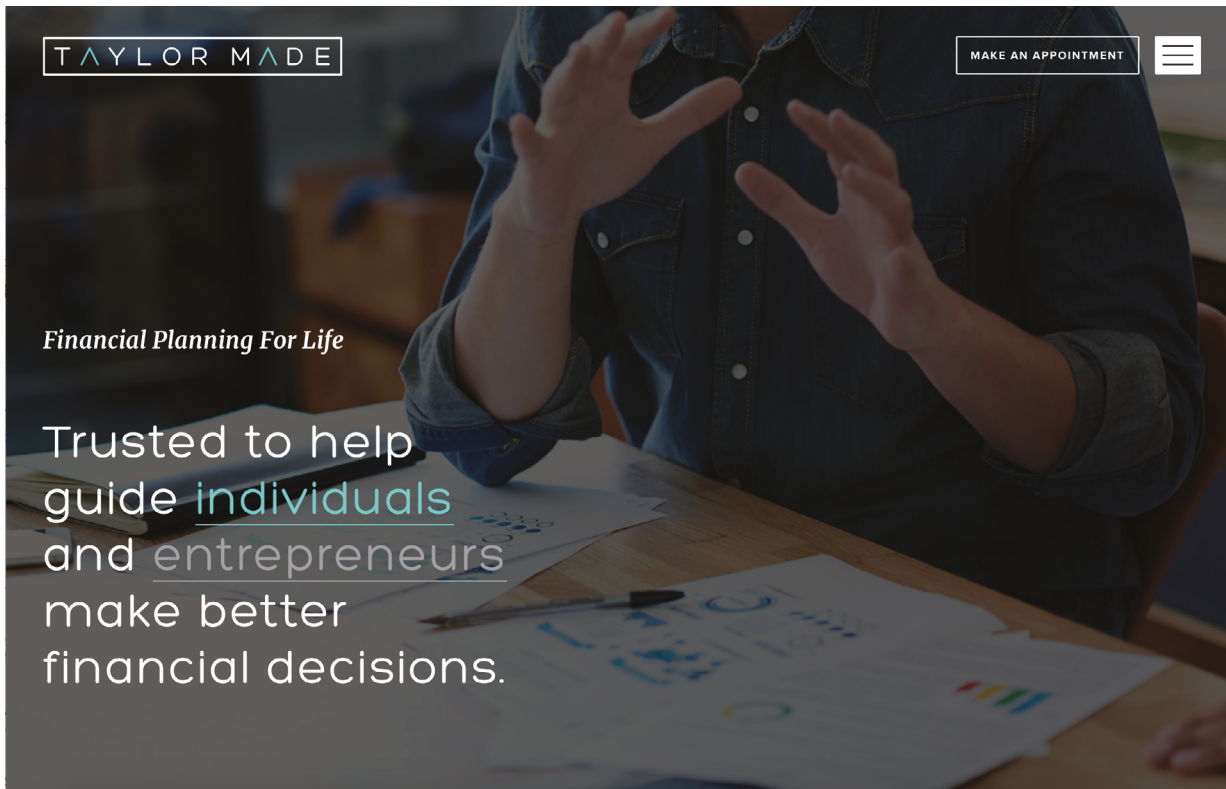 TAYLOR MADE
MAKE AN APPOINTMENT
Financial Planning For Life
Trusted to help
guide individuals
and entrepreneurs
make better
financial decisions.